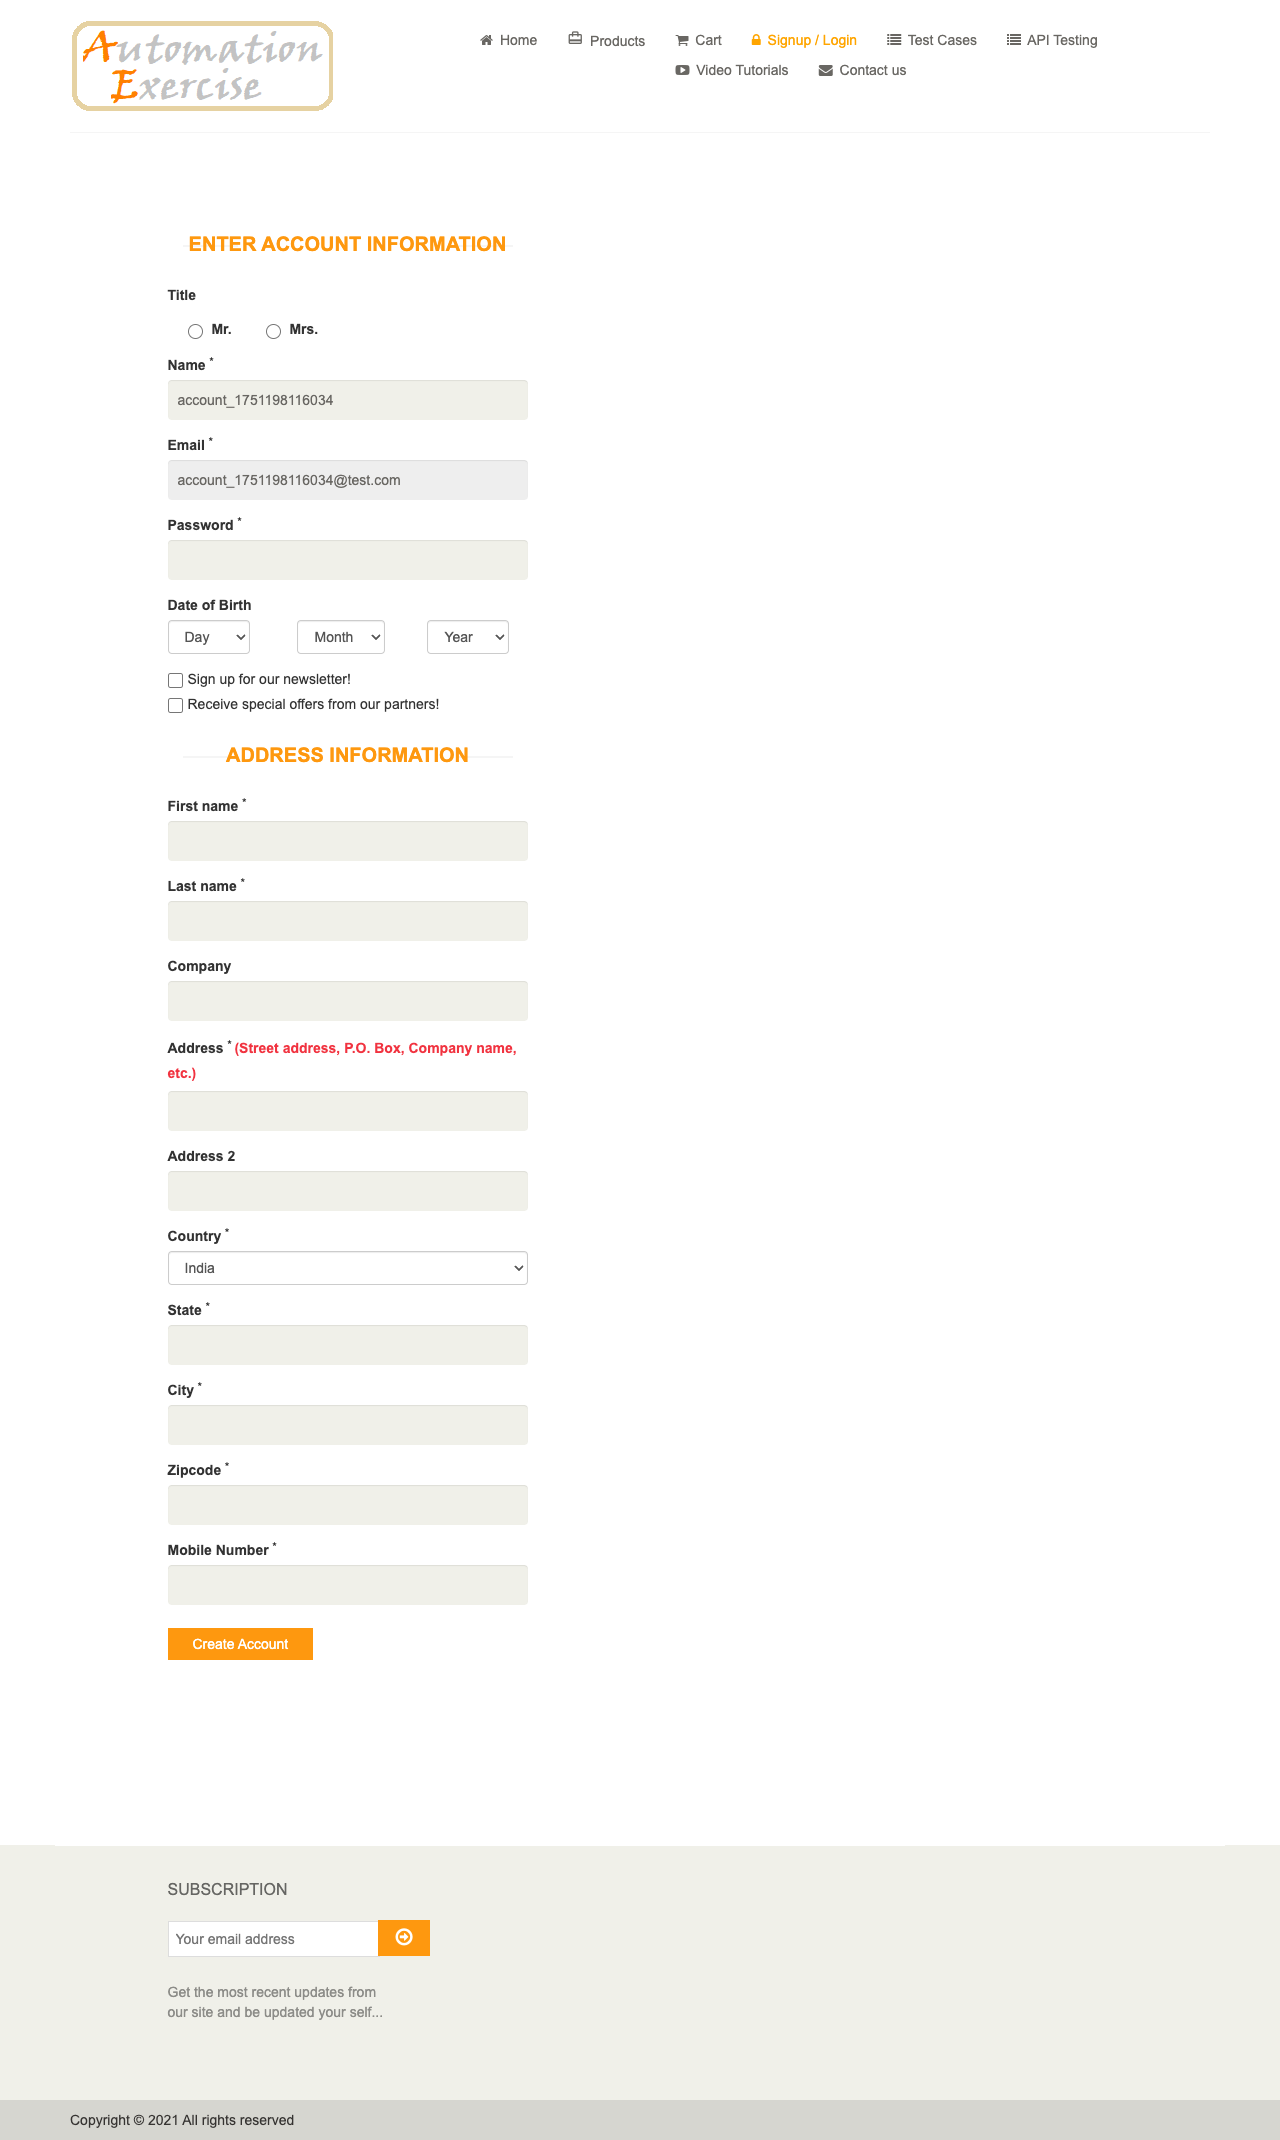 Automation
Exercise
Home
Products
Cart
Signup / Login
Test Cases
API Testing
Video Tutorials
Contact us
ENTER ACCOUNT INFORMATION
Title
Mr.
Mrs.
Name *
account_1751198116034
Email *
account_1751198116034@test.com
Password *
Date of Birth
Day
Month
Year
Sign up for our newsletter!
Receive special offers from our partners!
ADDRESS INFORMATION
First name *
Last name *
Company
Address * (Street address, P.O. Box, Company name,
etc.)
Address 2
Country *
India
State *
City *
Zipcode *
Mobile Number *
Create Account
SUBSCRIPTION
Your email address
Get the most recent updates from
our site and be updated your self...
Copyright © 2021 All rights reserved